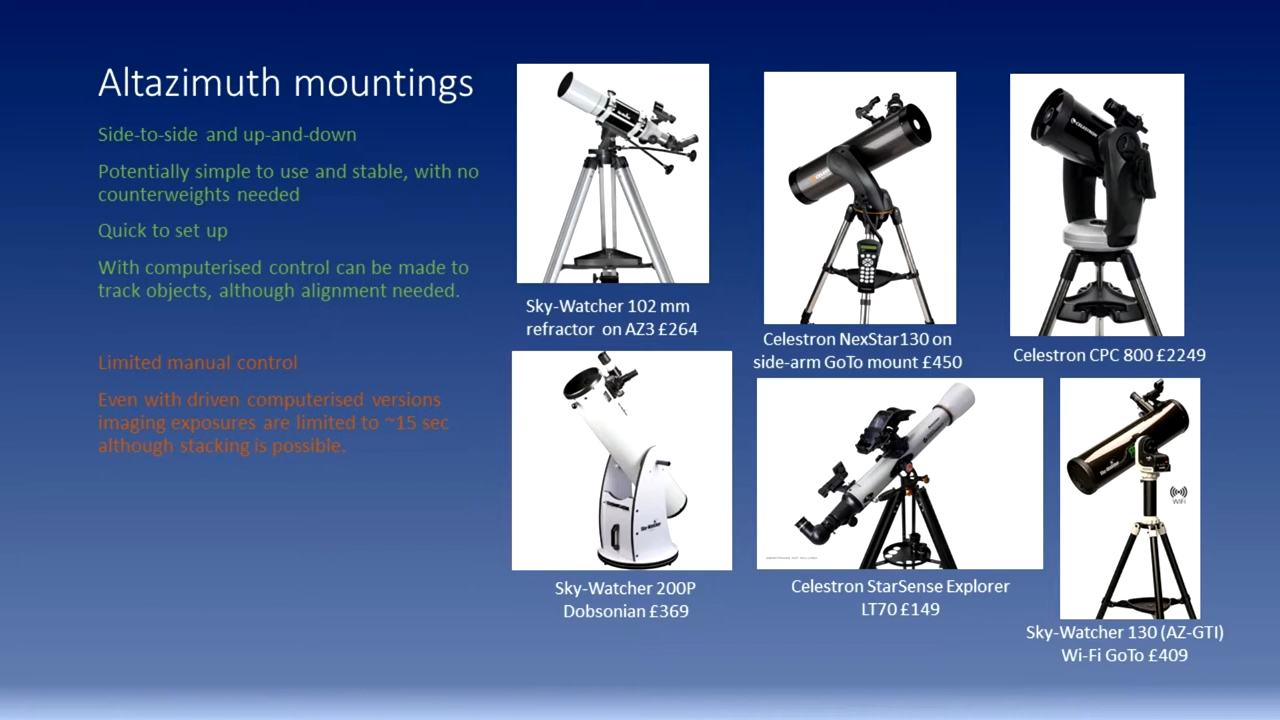 Altazimuth mountings
Side-to-side and up-and-down
Potentially simple to use and stable, with no
counterweights needed
Quick to set up
With computerised control can be made to
track objects, although alignment needed.
Limited manual control
Even with driven computerised versions
imaging exposures are limited to ~15 sec
although stacking is possible.
Sky-Watcher 102 mm
refractor on AZ3 £264
Celestron NexStar130 on
side-arm GoTo mount £450
CELESTRON
Celestron CPC 800 £2249
Sky-Watcher
Sky-Watcher 200P
Dobsonian £369
Celestron StarSense Explorer
LT70 £149
WiFi
Sky-Watcher 130 (AZ-GTI)
Wi-Fi GoTo £409